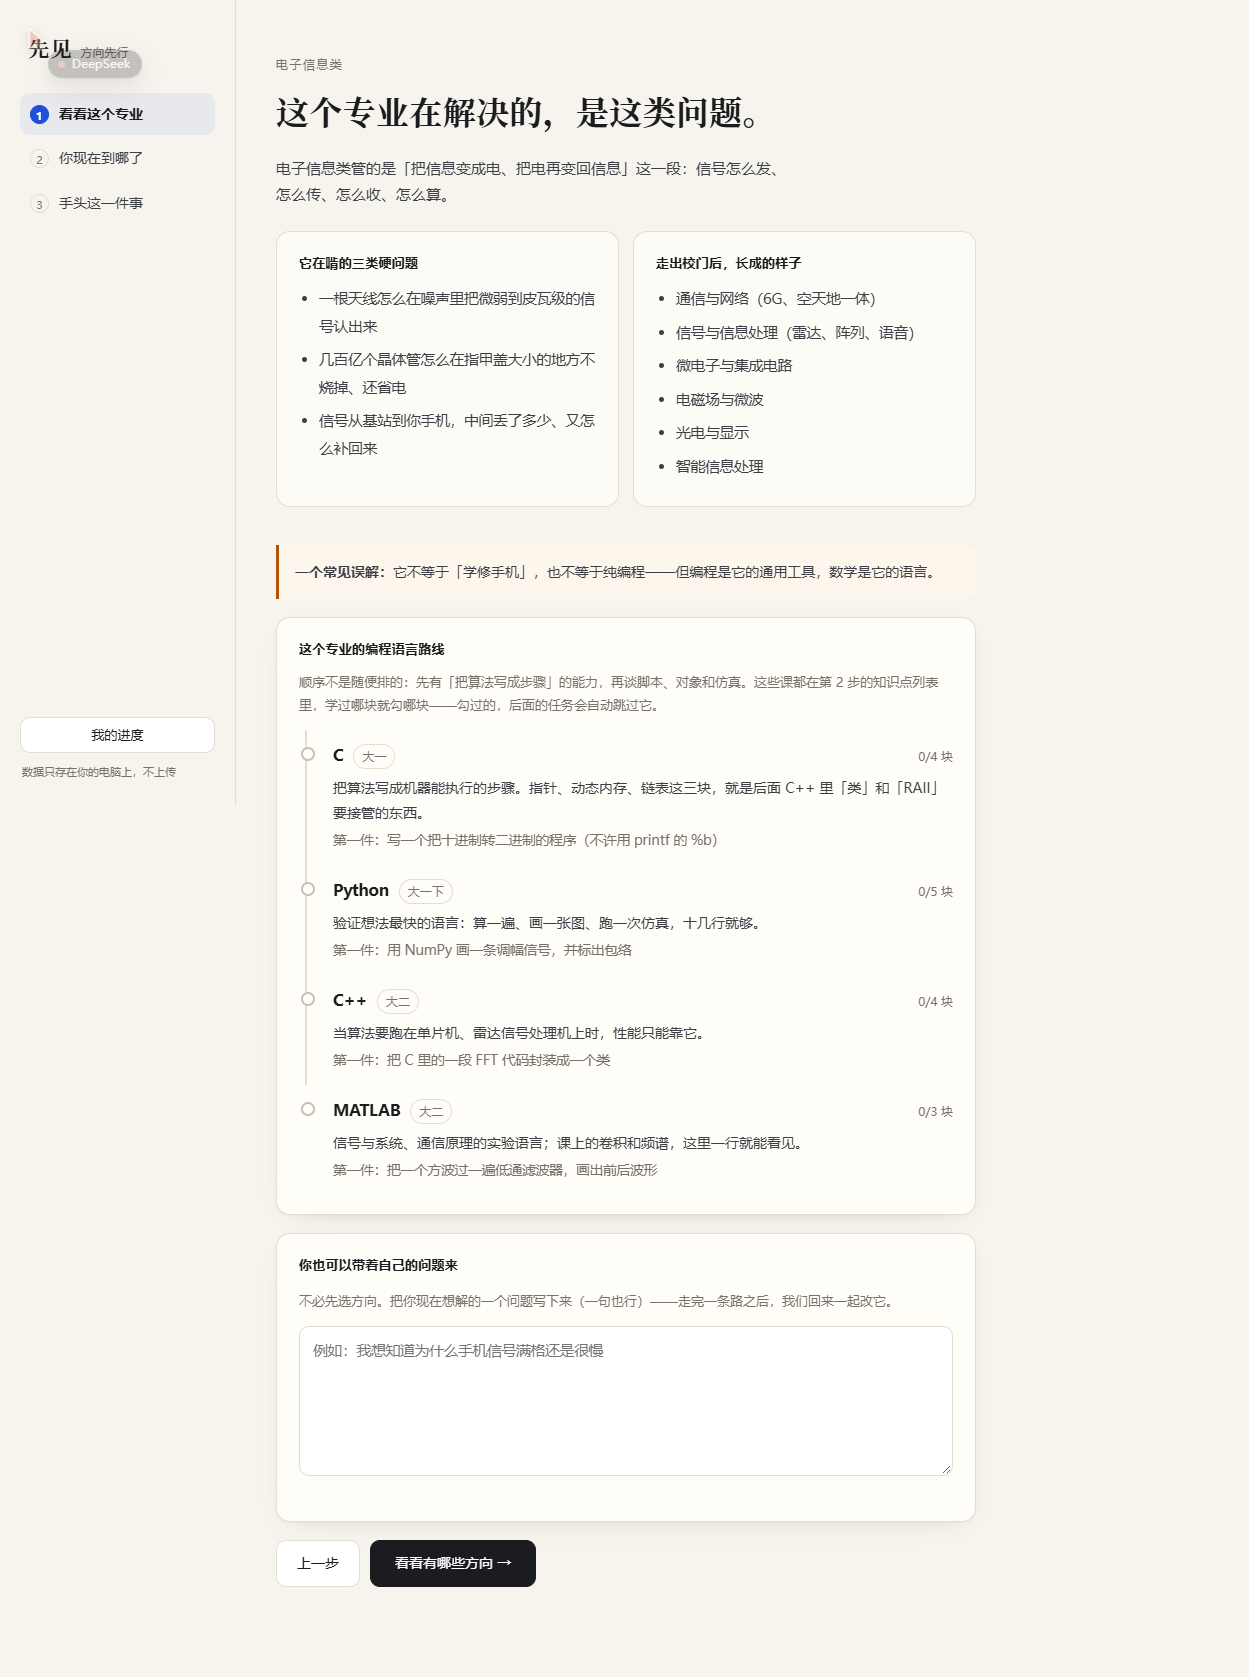 先见 方向先行
DeepSeek
1 看看这个专业
2 你现在到哪了
3 手头这一件事
我的进度
数据只存在你的电脑上，不上传
电子信息类
这个专业在解决的，是这类问题。
电子信息类管的是「把信息变成电、把电再变回信息」这一段：信号怎么发、
怎么传、怎么收、怎么算。
它在啃的三类硬问题
一根天线怎么在噪声里把微弱到皮瓦级的信
号认出来
几百亿个晶体管怎么在指甲盖大小的地方不
烧掉、还省电
信号从基站到你手机，中间丢了多少、又怎
么补回来
走出校门后，长成的样子
通信与网络（6G、空天地一体）
信号与信息处理（雷达、阵列、语音）
微电子与集成电路
电磁场与微波
光电与显示
智能信息处理
一个常见误解：它不等于「学修手机」，也不等于纯编程——但编程是它的通用工具，数学是它的语言。
这个专业的编程语言路线
顺序不是随便排的：先有「把算法写成步骤」的能力，再谈脚本、对象和仿真。这些课都在第 2 步的知识点列表
里，学过哪块就勾哪块——勾过的，后面的任务会自动跳过它。
C 大一 0/4 块
把算法写成机器能执行的步骤。指针、动态内存、链表这三块，就是后面 C++ 里「类」和「RAII」
要接管的东西。
第一件：写一个把十进制转二进制的程序（不许用 printf 的 %b）
Python 大一下 0/5 块
验证想法最快的语言：算一遍、画一张图、跑一次仿真，十几行就够。
第一件：用 NumPy 画一条调幅信号，并标出包络
C++ 大二 0/4 块
当算法要跑在单片机、雷达信号处理机上时，性能只能靠它。
第一件：把 C 里的一段 FFT 代码封装成一个类
MATLAB 大二 0/3 块
信号与系统、通信原理的实验语言；课上的卷积和频谱，这里一行就能看见。
第一件：把一个方波过一遍低通滤波器，画出前后波形
你也可以带着自己的问题来
不必先选方向。把你现在想解的一个问题写下来（一句也行）——走完一条路之后，我们回来一起改它。
例如：我想知道为什么手机信号满格还是很慢
上一步
看看有哪些方向 →